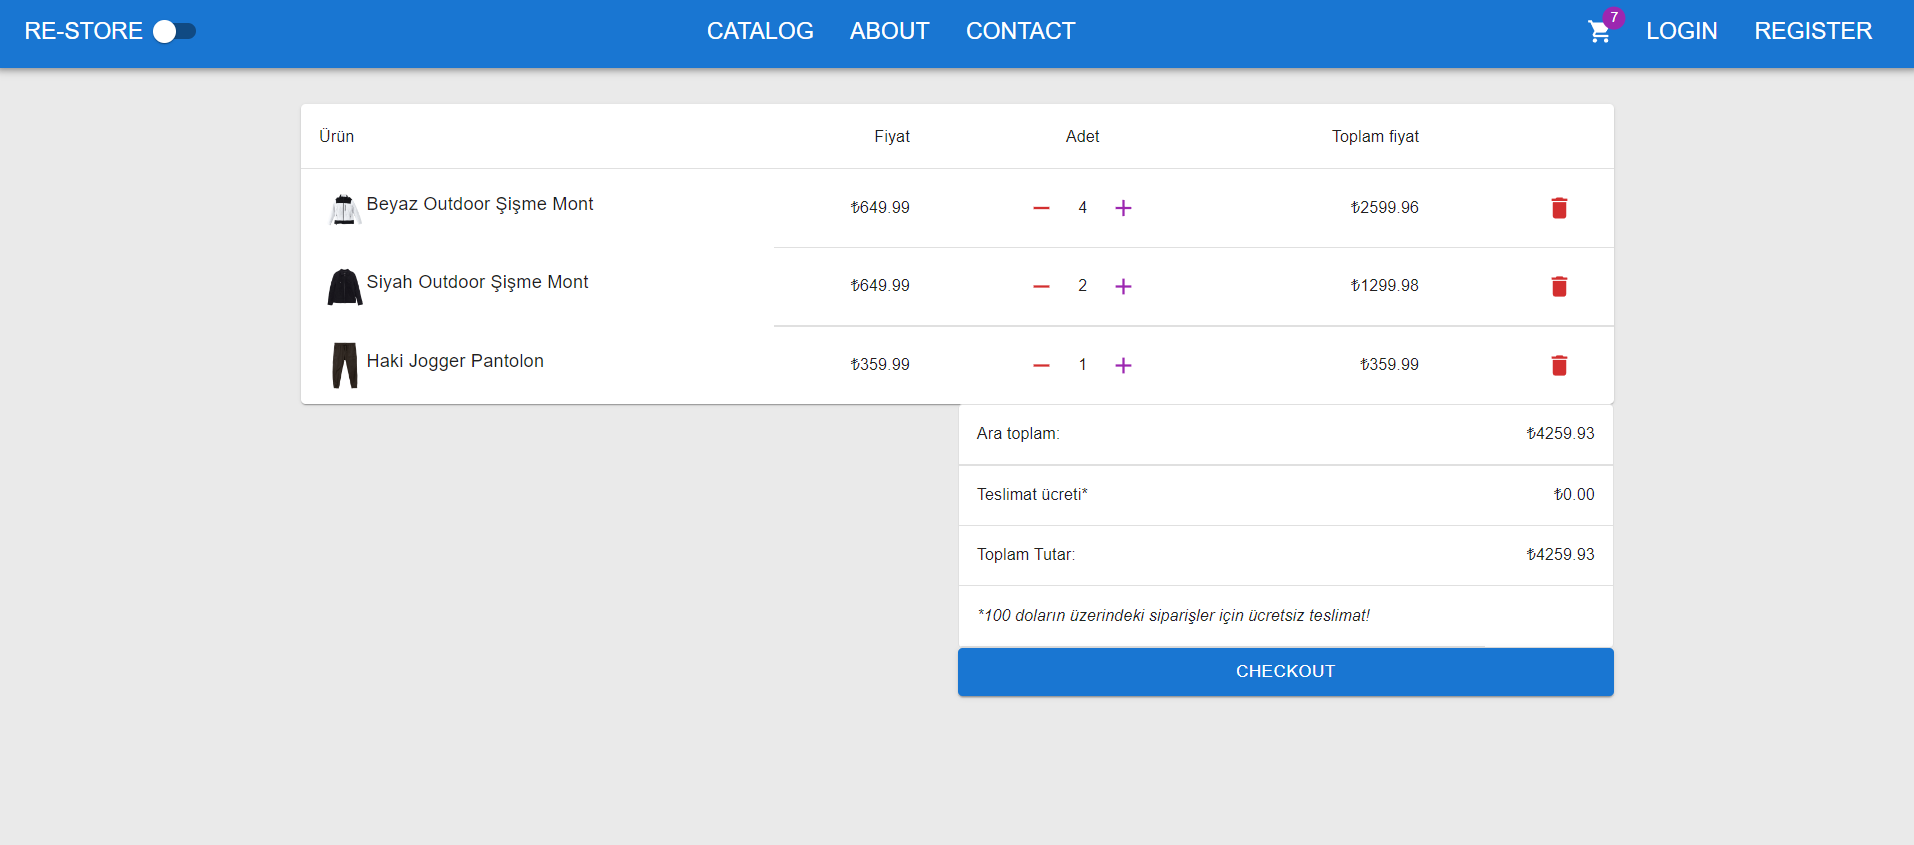 RE-STORE CATALOG ABOUT CONTACT 7 LOGIN REGISTER
Ürün Fiyat Adet Toplam fiyat
Beyaz Outdoor Şişme Mont ₺649.99 4 ₺2599.96
Siyah Outdoor Şişme Mont ₺649.99 2 ₺1299.98
Haki Jogger Pantolon ₺359.99 1 ₺359.99
Ara toplam: ₺4259.93
Teslimat ücreti* ₺0.00
Toplam Tutar: ₺4259.93
*100 doların üzerindeki siparişler için ücretsiz teslimat!
CHECKOUT